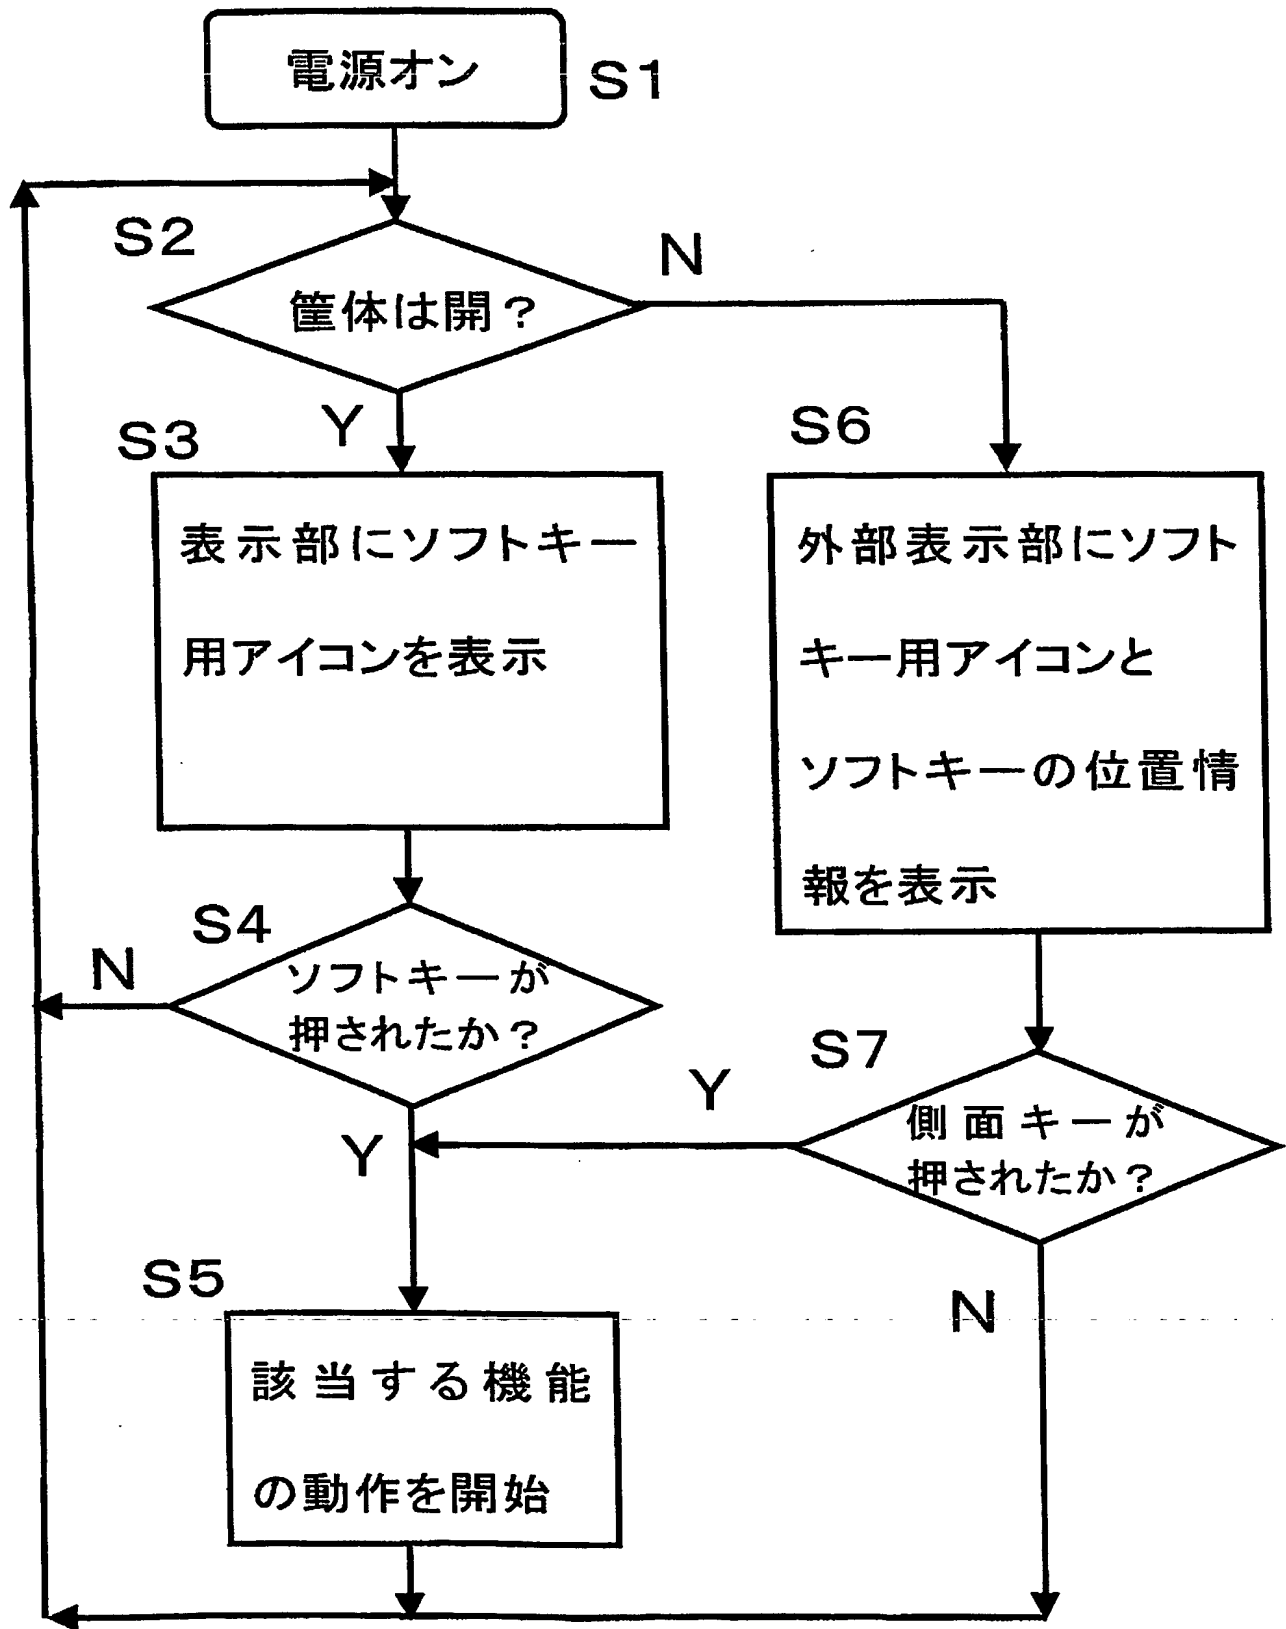 電源オン
S1
S2
N
筐体は開？
Y
S3
S6
表示部にソフトキー
用アイコンを表示
外部表示部にソフト
キー用アイコンと
ソフトキーの位置情
報を表示
S4
N
ソフトキーが
押されたか？
S7
Y
側面キーが
押されたか？
Y
S5
N
該当する機能
の動作を開始